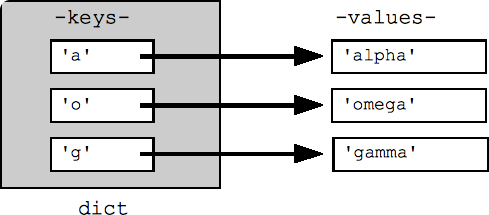 -keys- -values-
'a' 'alpha'
'o' 'omega'
'g' 'gamma'
dict